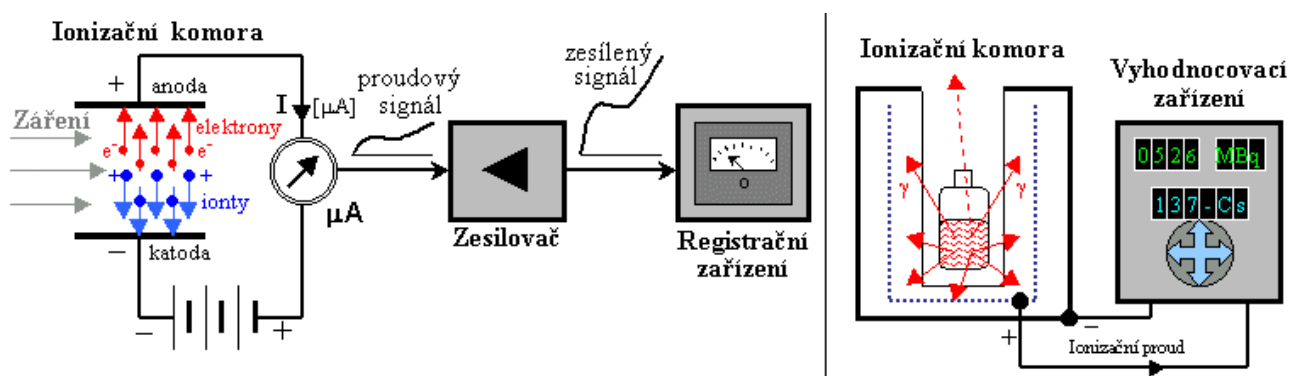 Ionizační komora
+
anoda
Záření
elektrony
e-
e-
+
+
ionty
−
katoda
−
+
I
[µA]
µA
proudový
signál
Zesilovač
zesílený
signál
0
Registrační
zařízení
Ionizační komora
γ
γ
+
−
Ionizační proud
Vyhodnocovací
zařízení
0526 MBq
137-Cs